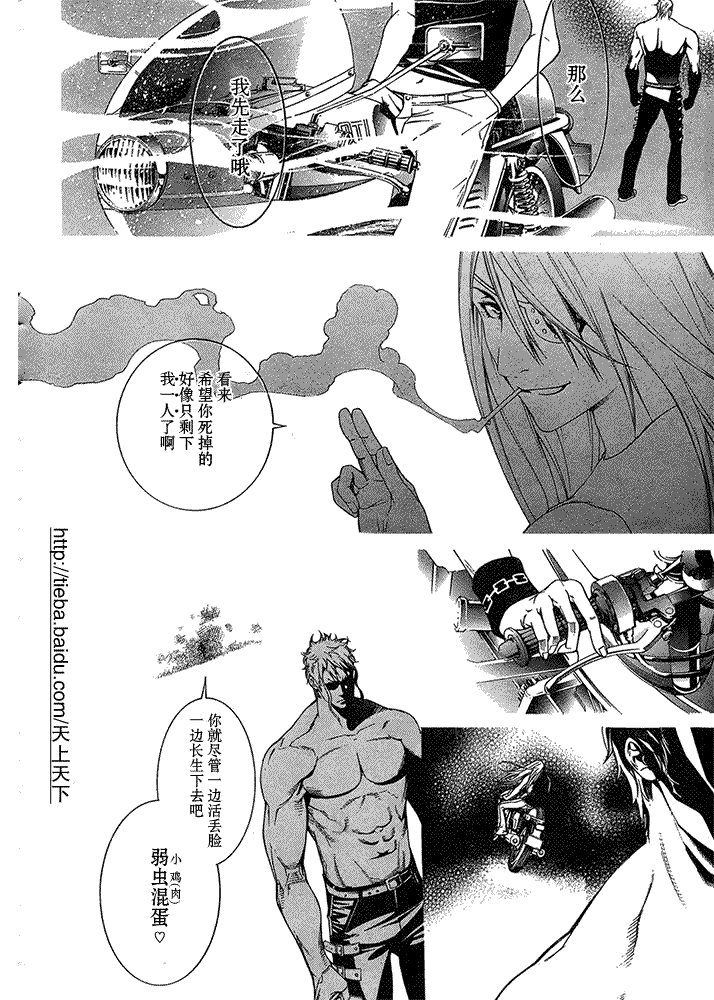 那么
我先走了哦
看来
希望你死掉的
好像只剩下
我一人了啊
你就尽管一边活丢脸
一边长生下去吧
小鸡(肉)
弱虫混蛋♡
http://tieba.baidu.com/天上天下